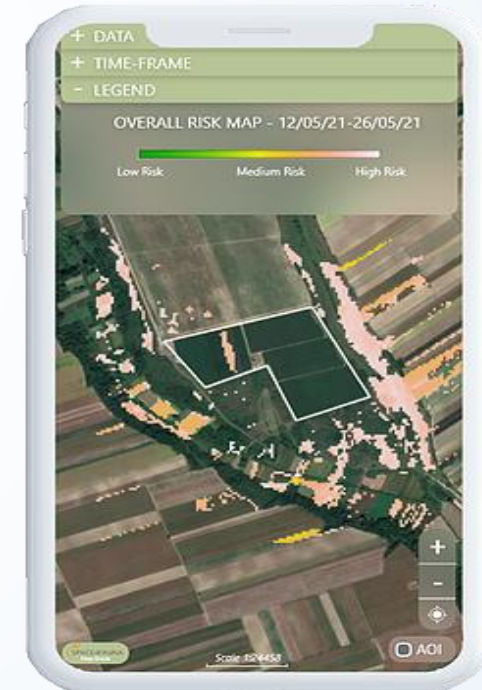 + DATA
+ TIME-FRAME
- LEGEND
OVERALL RISK MAP - 12/05/21-26/05/21
Low Risk Medium Risk High Risk
+
-
AOI
Scale 1:24458